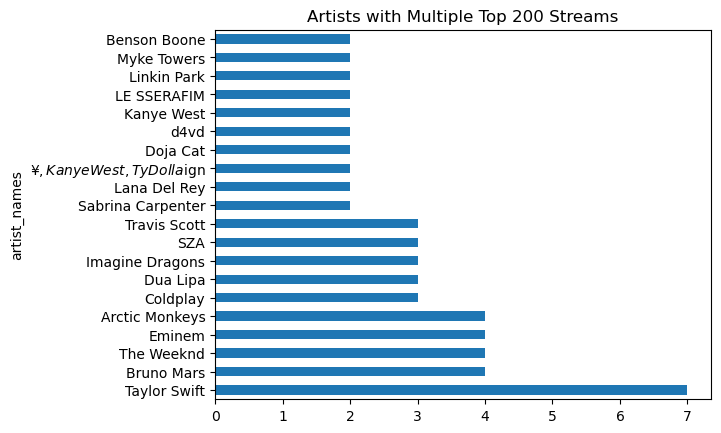 Artists with Multiple Top 200 Streams
artist_names
Benson Boone
Myke Towers
Linkin Park
LE SSERAFIM
Kanye West
d4vd
Doja Cat
¥, KanyeWest, TyDollaign
Lana Del Rey
Sabrina Carpenter
Travis Scott
SZA
Imagine Dragons
Dua Lipa
Coldplay
Arctic Monkeys
Eminem
The Weeknd
Bruno Mars
Taylor Swift
0 1 2 3 4 5 6 7